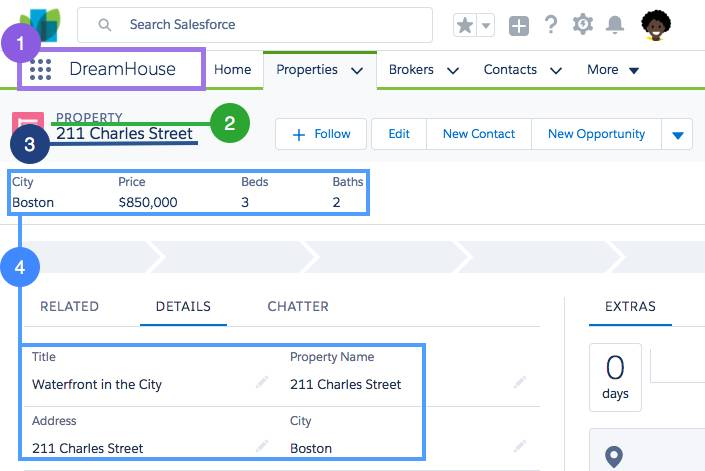 Search Salesforce
1
DreamHouse
Home
Properties
Brokers
Contacts
More
PROPERTY
2
211 Charles Street
3
+ Follow
Edit
New Contact
New Opportunity
City Price Beds Baths
Boston $850,000 3 2
4
RELATED DETAILS CHATTER
EXTRAS
Title Property Name
Waterfront in the City 211 Charles Street
0
days
Address City
211 Charles Street Boston